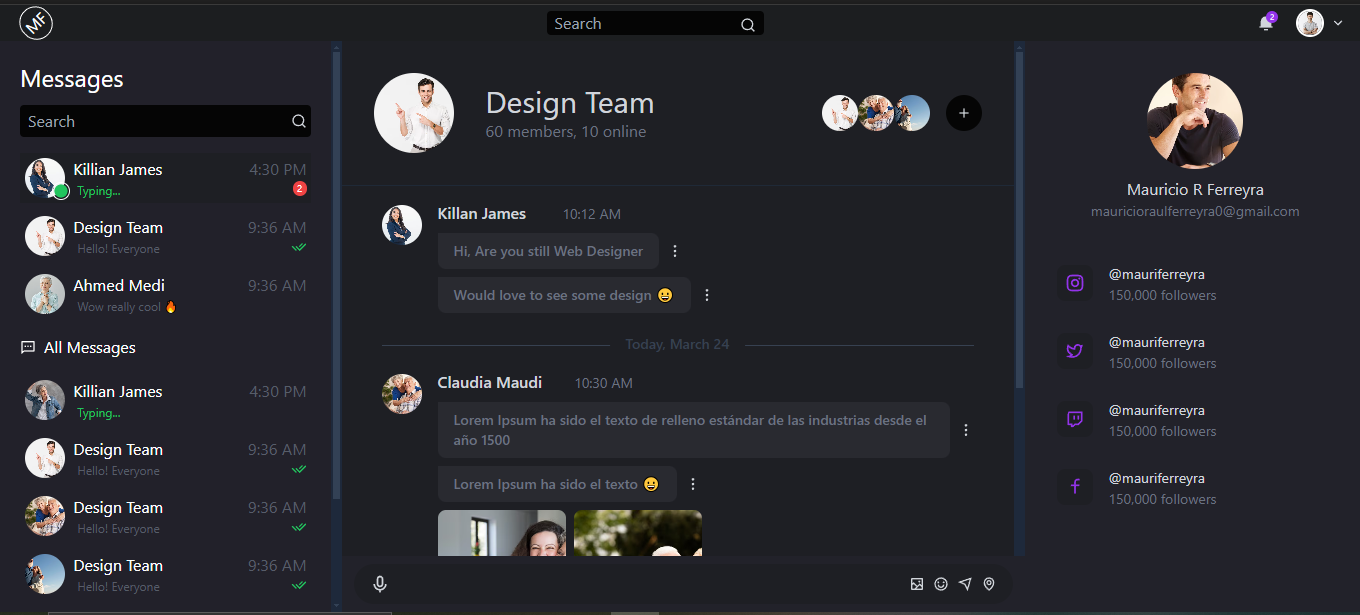 MF
Search
2
Messages
Search
Killian James
4:30 PM
Typing...
2
Design Team
9:36 AM
Hello! Everyone
Ahmed Medi
9:36 AM
Wow really cool 🔥
All Messages
Killian James
4:30 PM
Typing...
Design Team
9:36 AM
Hello! Everyone
Design Team
9:36 AM
Hello! Everyone
Design Team
9:36 AM
Hello! Everyone
Design Team
60 members, 10 online
+
Killan James
10:12 AM
Hi, Are you still Web Designer
Would love to see some design 😀
Today, March 24
Claudia Maudi
10:30 AM
Lorem Ipsum ha sido el texto de relleno estándar de las industrias desde el
año 1500
Lorem Ipsum ha sido el texto 😀
Mauricio R Ferreyra
mauricioraulferreyra0@gmail.com
@mauriferreyra
150,000 followers
@mauriferreyra
150,000 followers
@mauriferreyra
150,000 followers
@mauriferreyra
150,000 followers